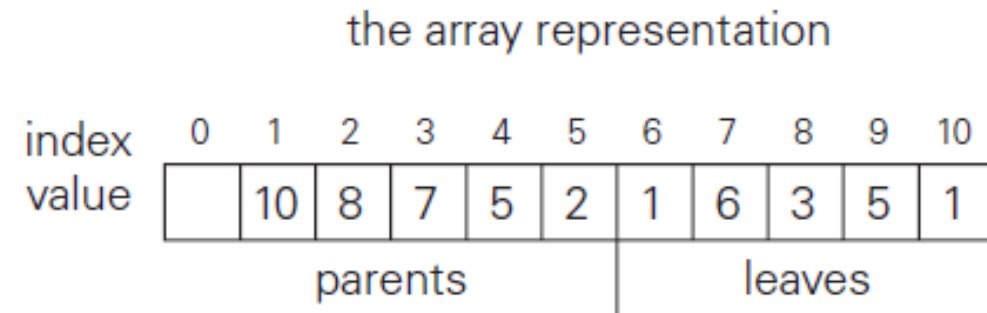 the array representation
index 0 1 2 3 4 5 6 7 8 9 10
value 10 8 7 5 2 1 6 3 5 1
parents leaves